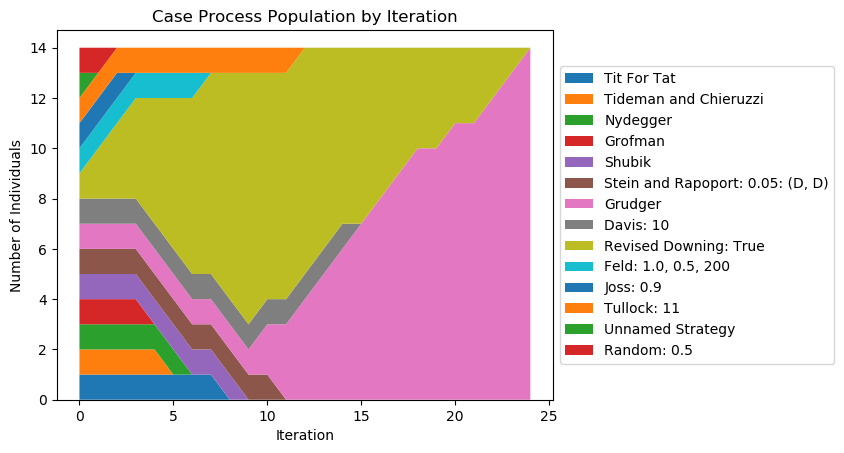 Case Process Population by Iteration
Number of Individuals
14
12
10
8
6
4
2
0
0
5
10
15
20
25
Iteration
Tit For Tat
Tideman and Chieruzzi
Nydegger
Grofman
Shubik
Stein and Rapoport: 0.05: (D, D)
Grudger
Davis: 10
Revised Downing: True
Feld: 1.0, 0.5, 200
Joss: 0.9
Tullock: 11
Unnamed Strategy
Random: 0.5